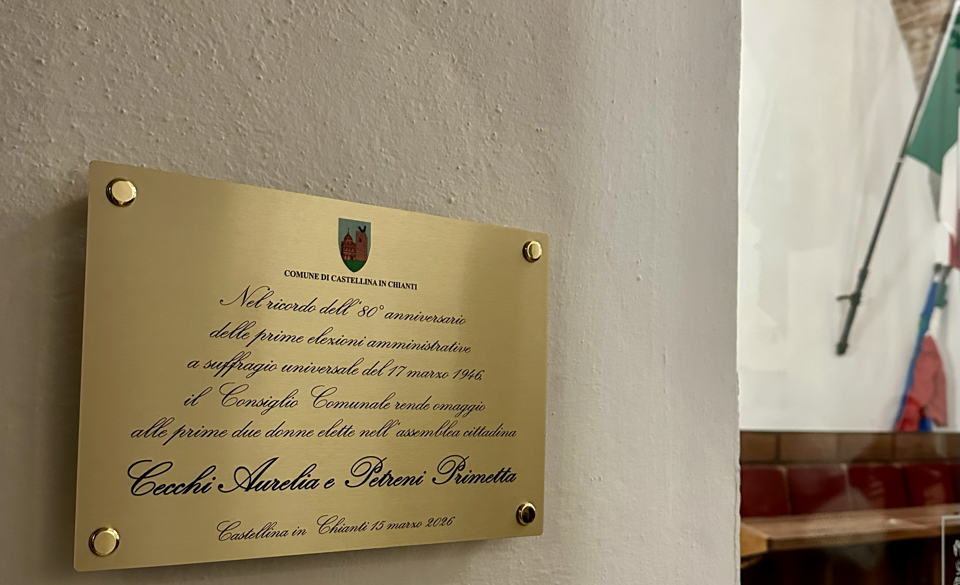 COMUNE DI CASTELLINA IN CHIANTI
Nel ricordo dell'80° anniversario
delle prime elezioni amministrative
a suffragio universale del 17 marzo 1946,
il Consiglio Comunale rende omaggio
alle prime due donne elette nell'assemblea cittadina
Cecchi Aurelia e Petreni Primetta
Castellina in Chianti 15 marzo 2026